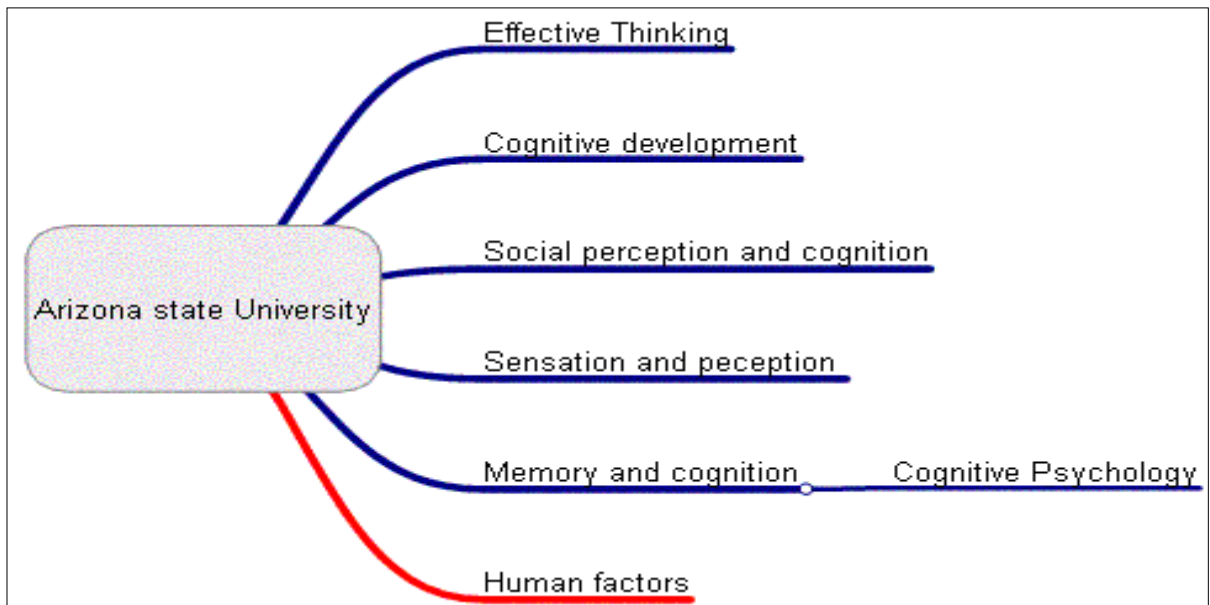 Effective Thinking
Cognitive development
Social perception and cognition
Arizona state University
Sensation and peception
Memory and cognition
Cognitive Psychology
Human factors